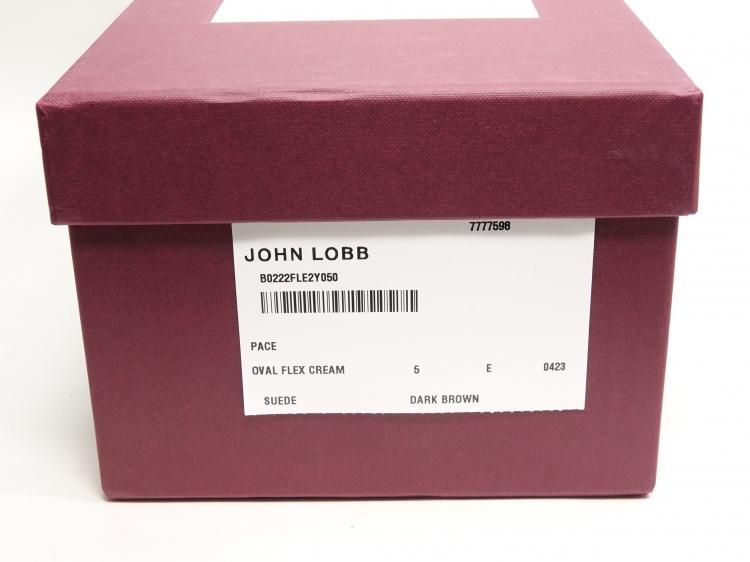 7777598
JOHN LOBB
B0222FLE2Y050
PACE
OVAL FLEX CREAM 5 E 0423
SUEDE DARK BROWN